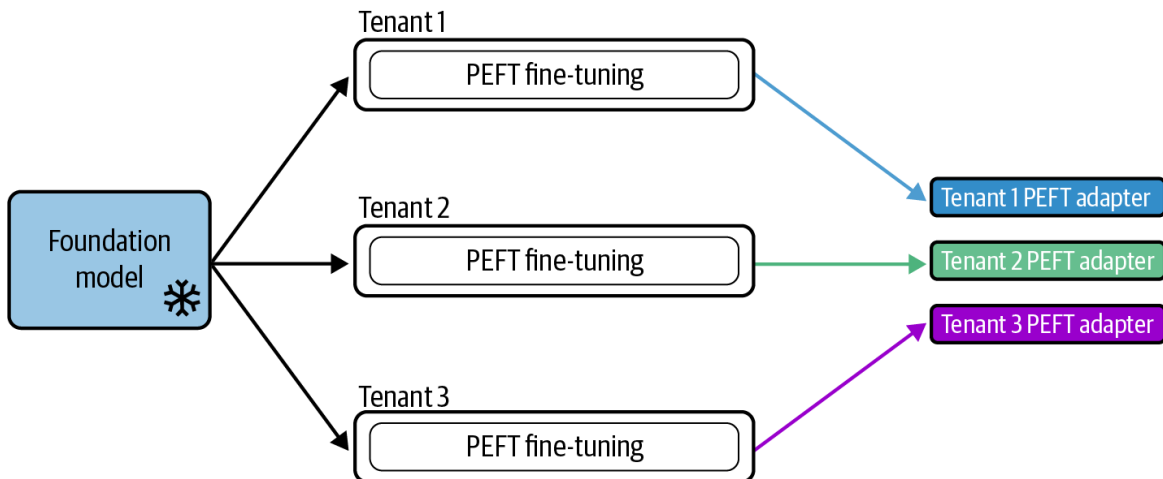 Tenant 1
PEFT fine-tuning
Foundation
model
Tenant 2
PEFT fine-tuning
Tenant 3
PEFT fine-tuning
Tenant 1 PEFT adapter
Tenant 2 PEFT adapter
Tenant 3 PEFT adapter